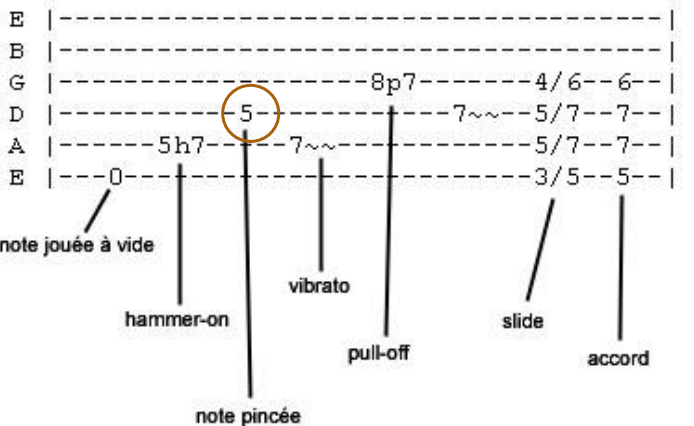 E |-------------------------------------|
B |-------------------------------------|
G |-------------------8p7-------4/6--6--|
D |----------5------------7~~--5/7--7--|
A |------5h7-----7~~------------5/7--7--|
E |---0-------------------------3/5--5--|
note jouée à vide
vibrato
hammer-on
slide
pull-off
accord
note pincée